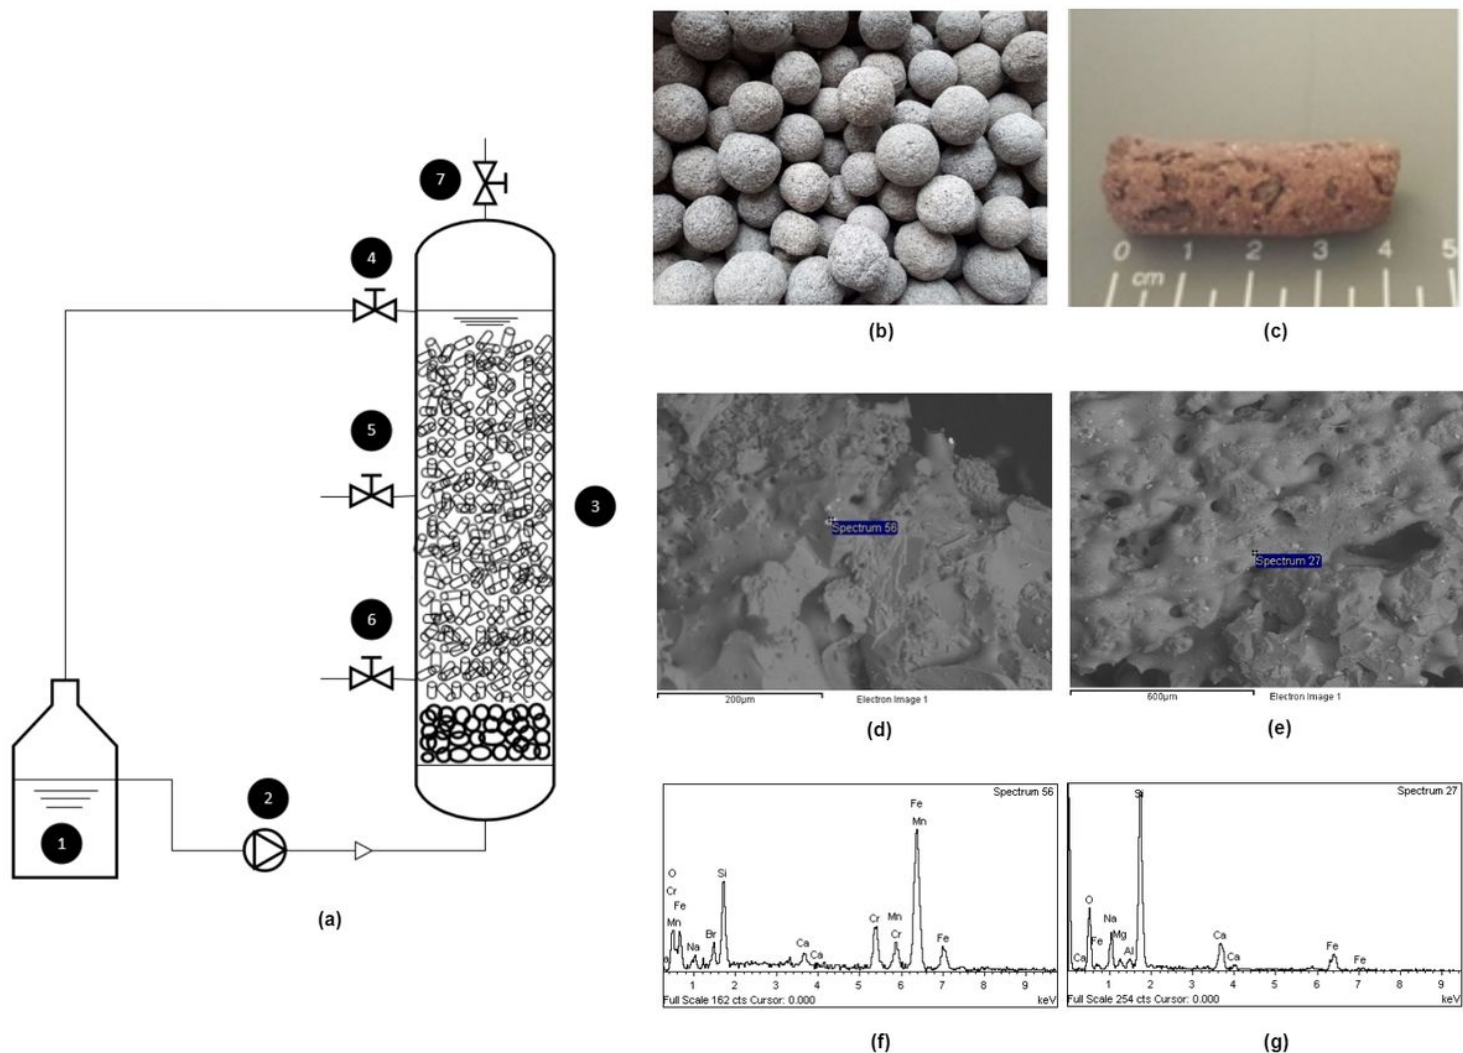 7
4
5
3
6
2
1
(a)
(b)
0 1 2 3 4 5
cm
(c)
Spectrum 56
200µm Electron Image 1
(d)
Spectrum 27
600µm Electron Image 1
(e)
Spectrum 56
Fe
Mn
O
Cr
Fe
Mn
Na
Br
Si
Ca
Ca
Cr
Mn
Cr
Fe
1 2 3 4 5 6 7 8 9
Full Scale 162 cts Cursor: 0.000 keV
(f)
Spectrum 27
Si
O
Ca
Fe
Na
Mg
Al
Ca
Ca
Fe
Fe
1 2 3 4 5 6 7 8 9
Full Scale 254 cts Cursor: 0.000 keV
(g)